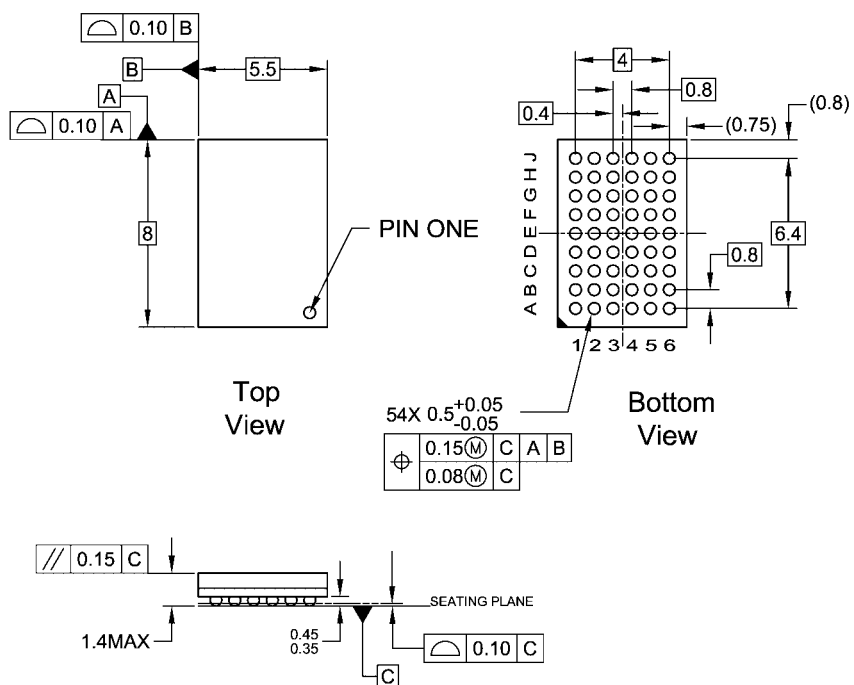 0.10 B
B
5.5
A
0.10 A
8
PIN ONE
Top
View
4
0.8
0.4
(0.75)
(0.8)
J
H
G
F
E
D
C
B
A
6.4
0.8
1 2 3 4 5 6
54X 0.5 +0.05
-0.05
0.15 Ⓜ C A B
0.08 Ⓜ C
Bottom
View
// 0.15 C
1.4MAX
0.45
0.35
SEATING PLANE
0.10 C
C